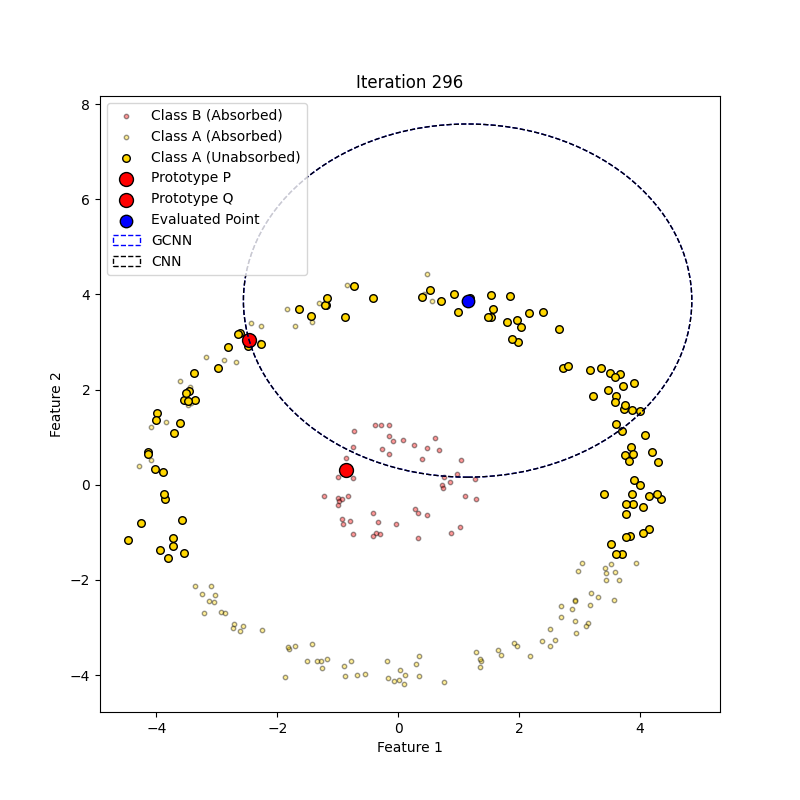 Iteration 296
Class B (Absorbed)
Class A (Absorbed)
Class A (Unabsorbed)
Prototype P
Prototype Q
Evaluated Point
GCNN
CNN
8
6
4
2
0
−2
−4
Feature 2
−4 −2 0 2 4
Feature 1